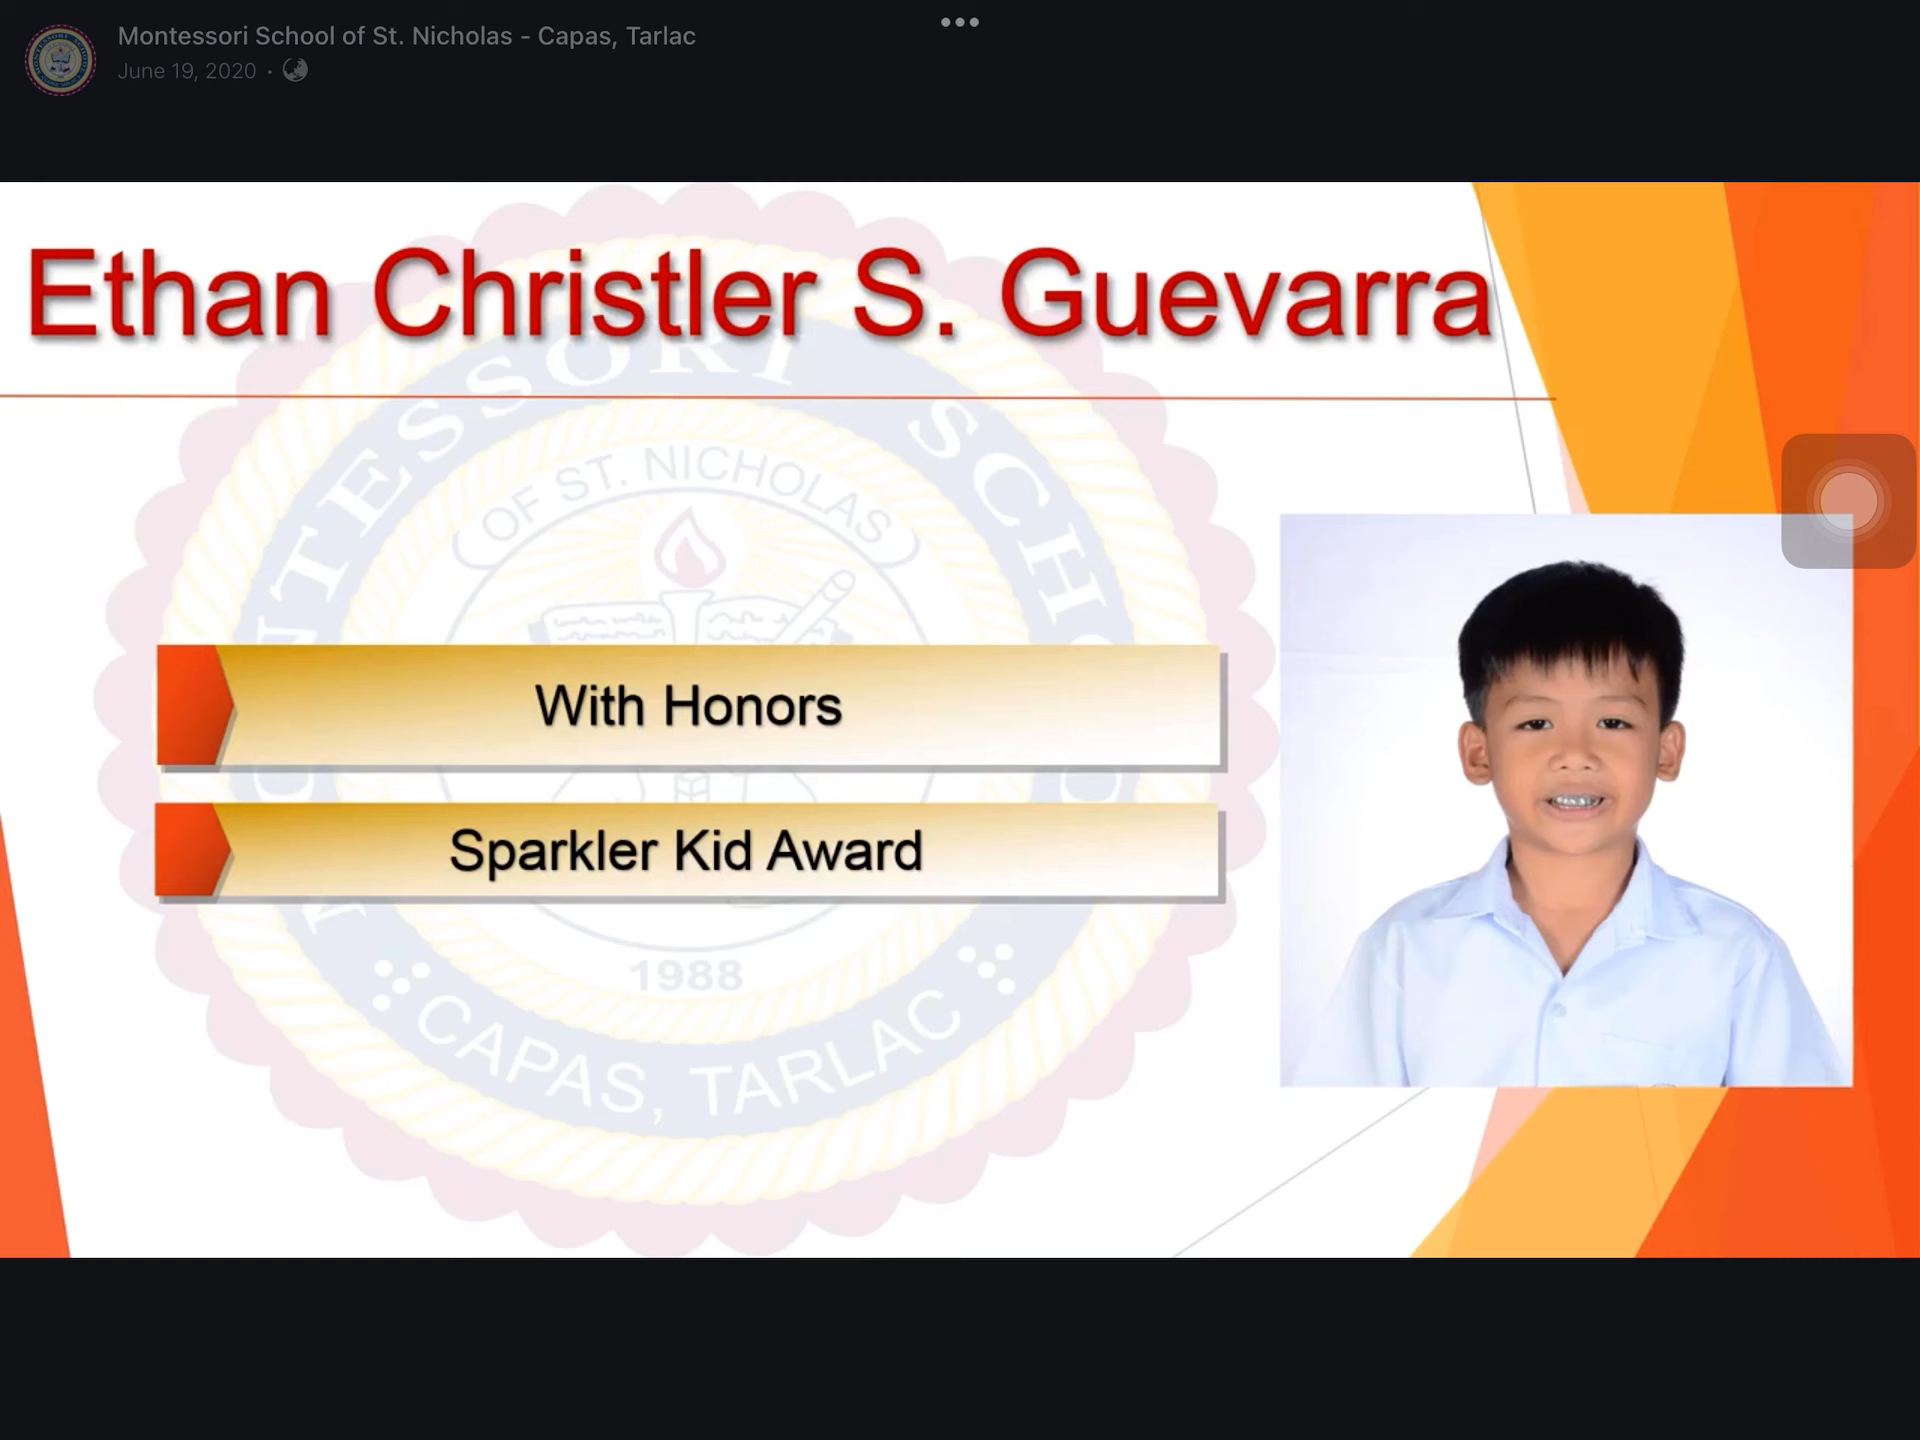 Montessori School of St. Nicholas - Capas, Tarlac
June 19, 2020 ·
Ethan Christler S. Guevarra
MONTESSORI SCHOOL
OF ST. NICHOLAS
With Honors
Sparkler Kid Award
1988
CAPAS, TARLAC